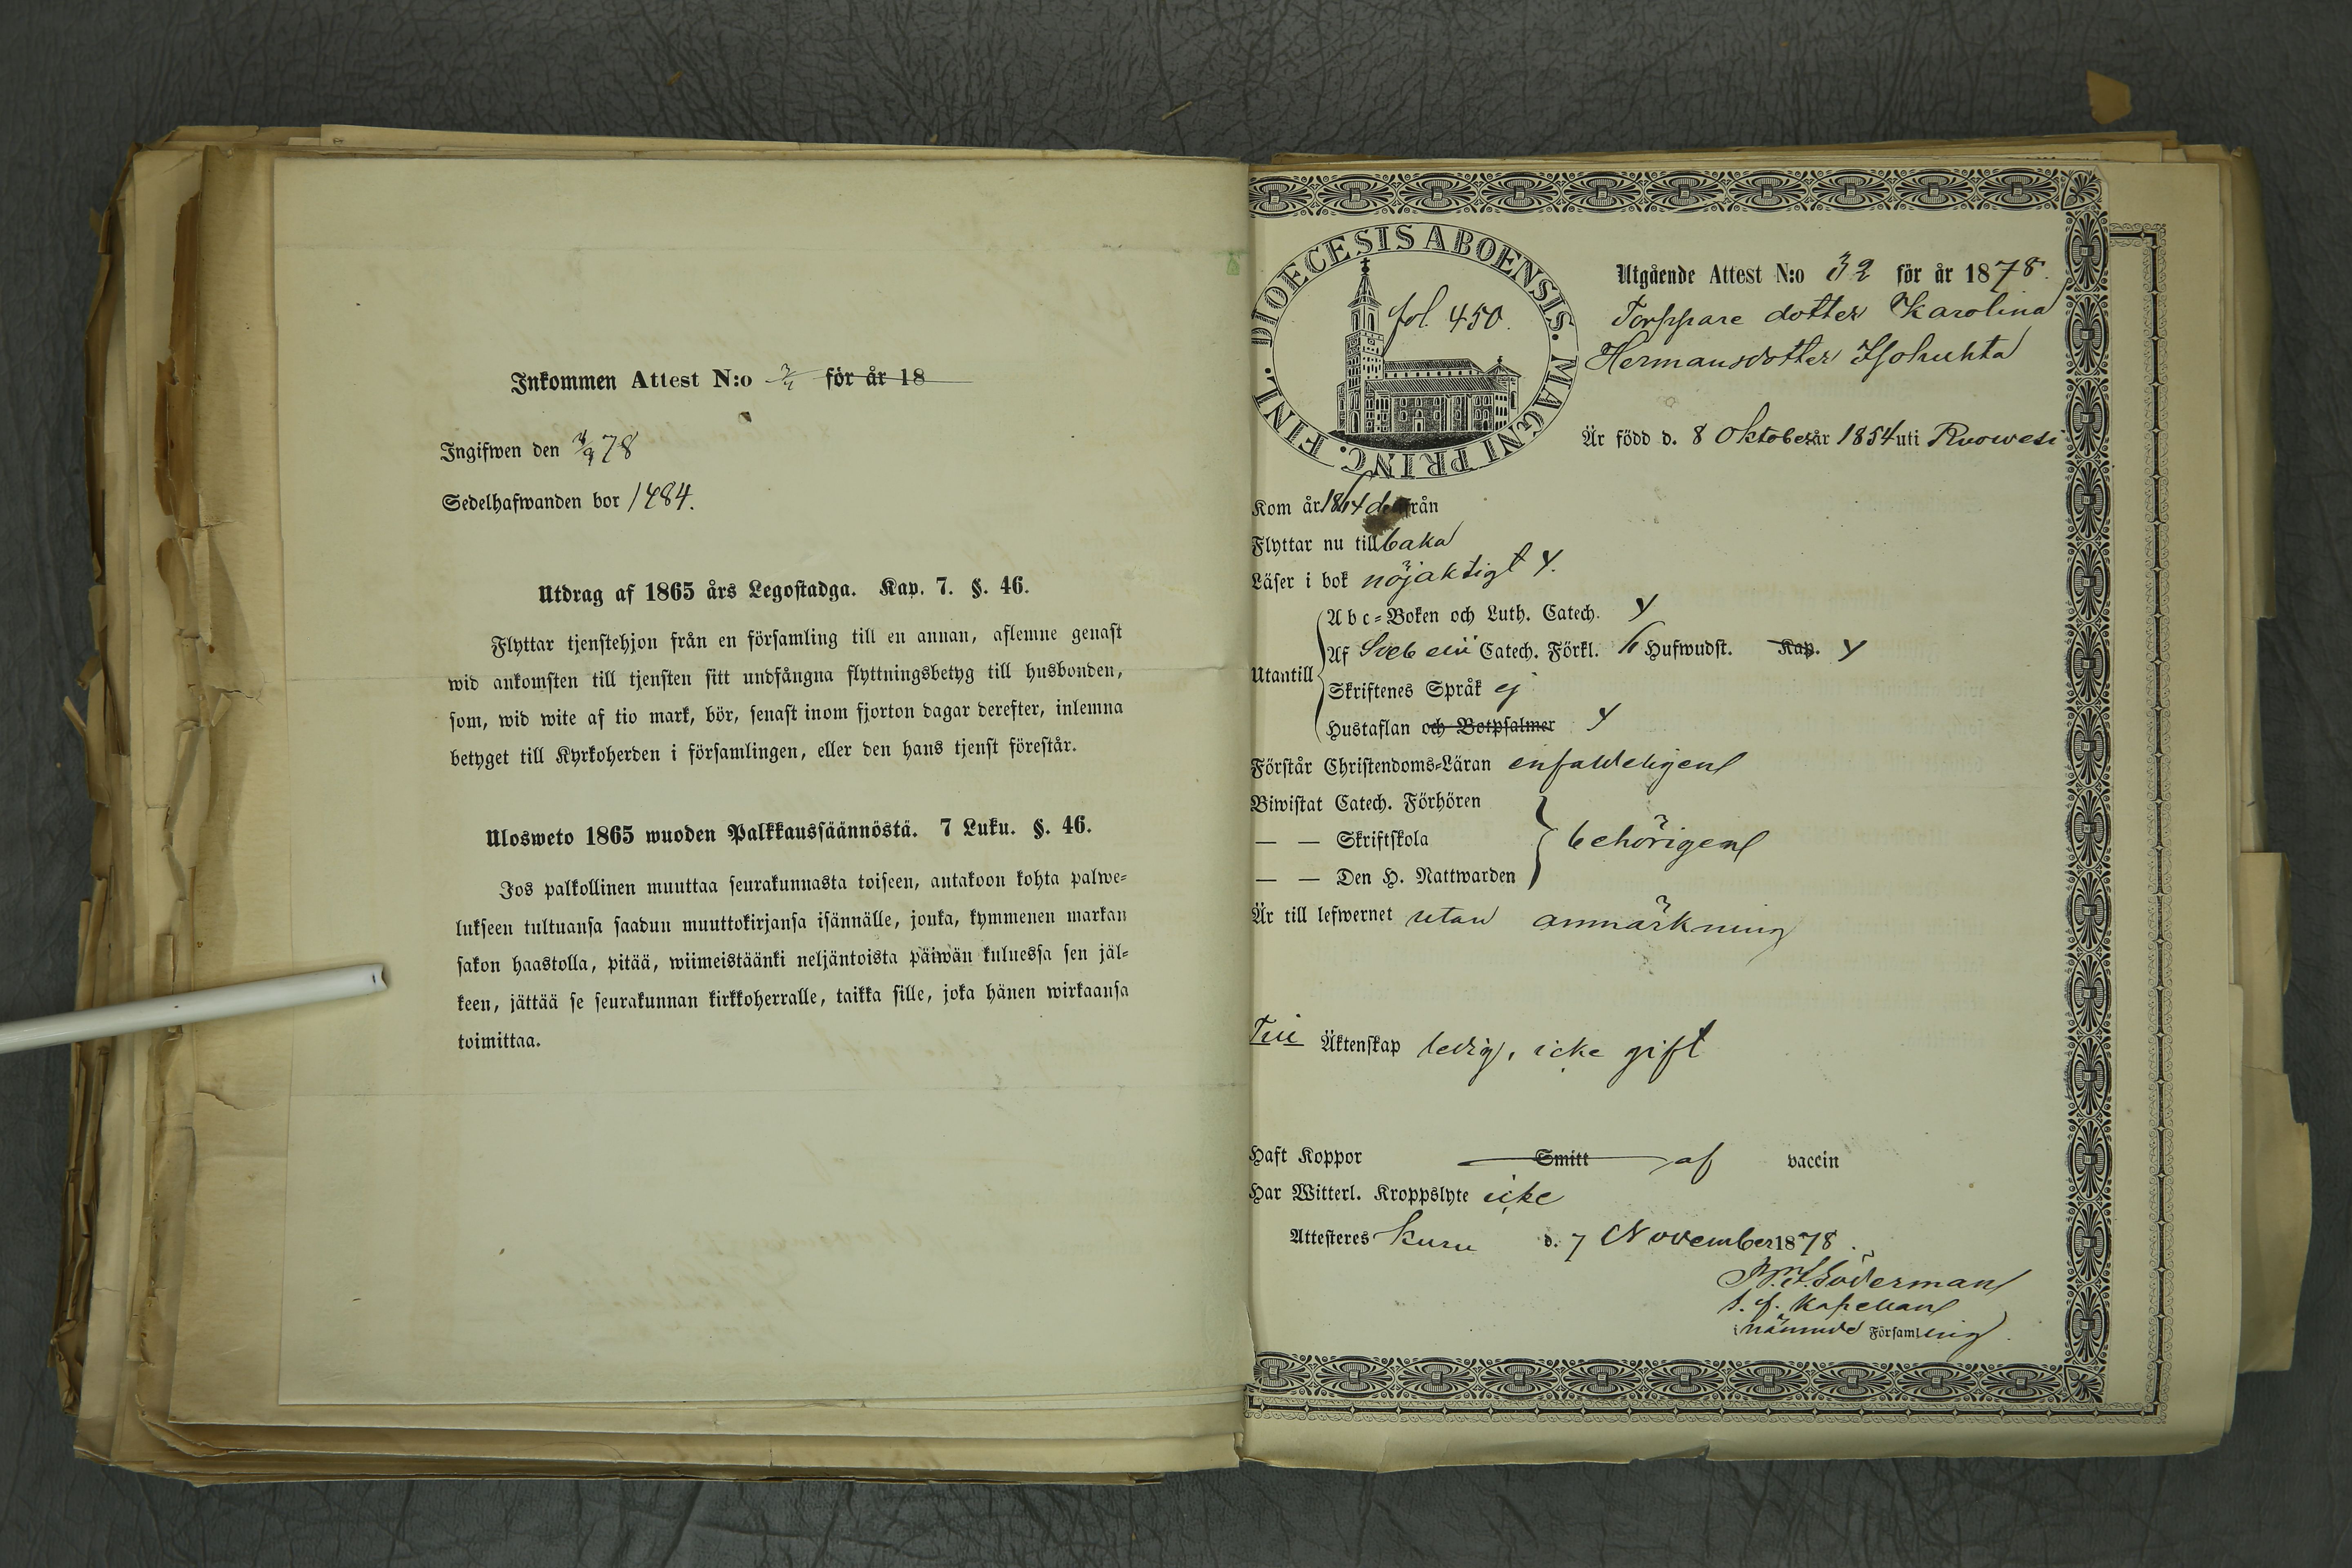 Inkommen Attest N:o för år 18
Ingifwen den 78
Sedelhafwanden bor 1484.
Utdrag af 1865 års Legostadga. Kap. 7. §. 46.
Flyttar tjenstehjon från en församling till en annan, aflemne genast
wid ankomsten till tjensten sitt undfångna flyttningsbetyg till husbonden,
som, wid wite af tio mark, bör, senast inom fjorton dagar derefter, inlemna
betyget till Kyrkoherden i församlingen, eller den hans tjenst förestår.
Ulosweto 1865 wuoden Palkkaussäännöstä. 7 Luku. §. 46.
Jos palkollinen muuttaa seurakunnasta toiseen, antakoon kohta palwe-
lukseen tultuansa saadun muuttokirjansa isännälle, jonka, kymmenen markan
sakon haastolla, pitää, wiimeistäänki neljäntoista päiwän kuluessa sen jäl-
keen, jättää se seurakunnan kirkkoherralle, taikka sille, joka hänen wirkaansa
toimittaa.
DIOECESIS ABOENSIS. MAGNI PRINC. FINL.
fol. 450.
Utgående Attest N:o 32 för år 1878.
Torppare dotter Karolina
Hermansdotter Isoluhta
Är född d. 8 Oktober år 1854 uti Ruowesi
Kom år från
Flyttar nu tillbaka
Läser i bok nöjaktigt y.
Utantill
Abc-Boken och Luth. Catech. y
Af Sveb Catech. Förkl. Hufwudst. Kap. y
Skriftenes Språk ej
Hustaflan och Botpsalmer y
Förstår Christendoms-Läran enfaldeligen
Biwistat Catech. Förhören
— — Skriftskola behörigen
— — Den H. Nattwarden
Är till lefwernet utan anmärkning
Till Äktenskap ledig, icke gift
Haft Koppor Smitt af vaccin
Har Witterl. Kroppslyte icke
Attesteres Kuru d. 7 November 1878.
Söderman
Kapellan
i nämnde Församling.